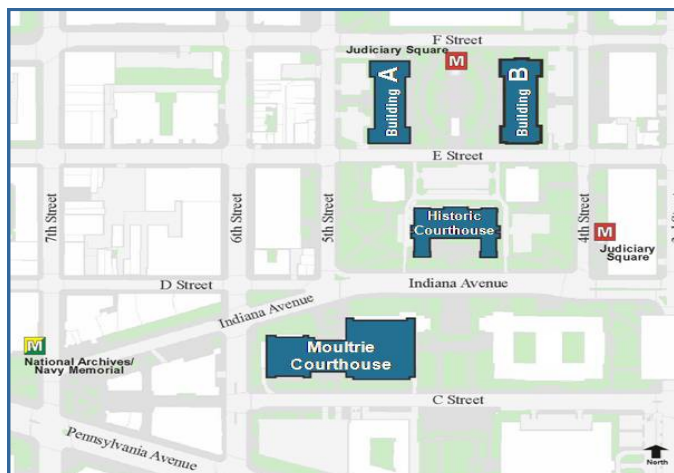 F Street
Judiciary Square
M
Building A
Building B
E Street
7th Street
6th Street
5th Street
4th Street
Historic
Courthouse
M
Judiciary
Square
D Street
Indiana Avenue
Indiana Avenue
M
National Archives/
Navy Memorial
Moultrie
Courthouse
C Street
Pennsylvania Avenue
North